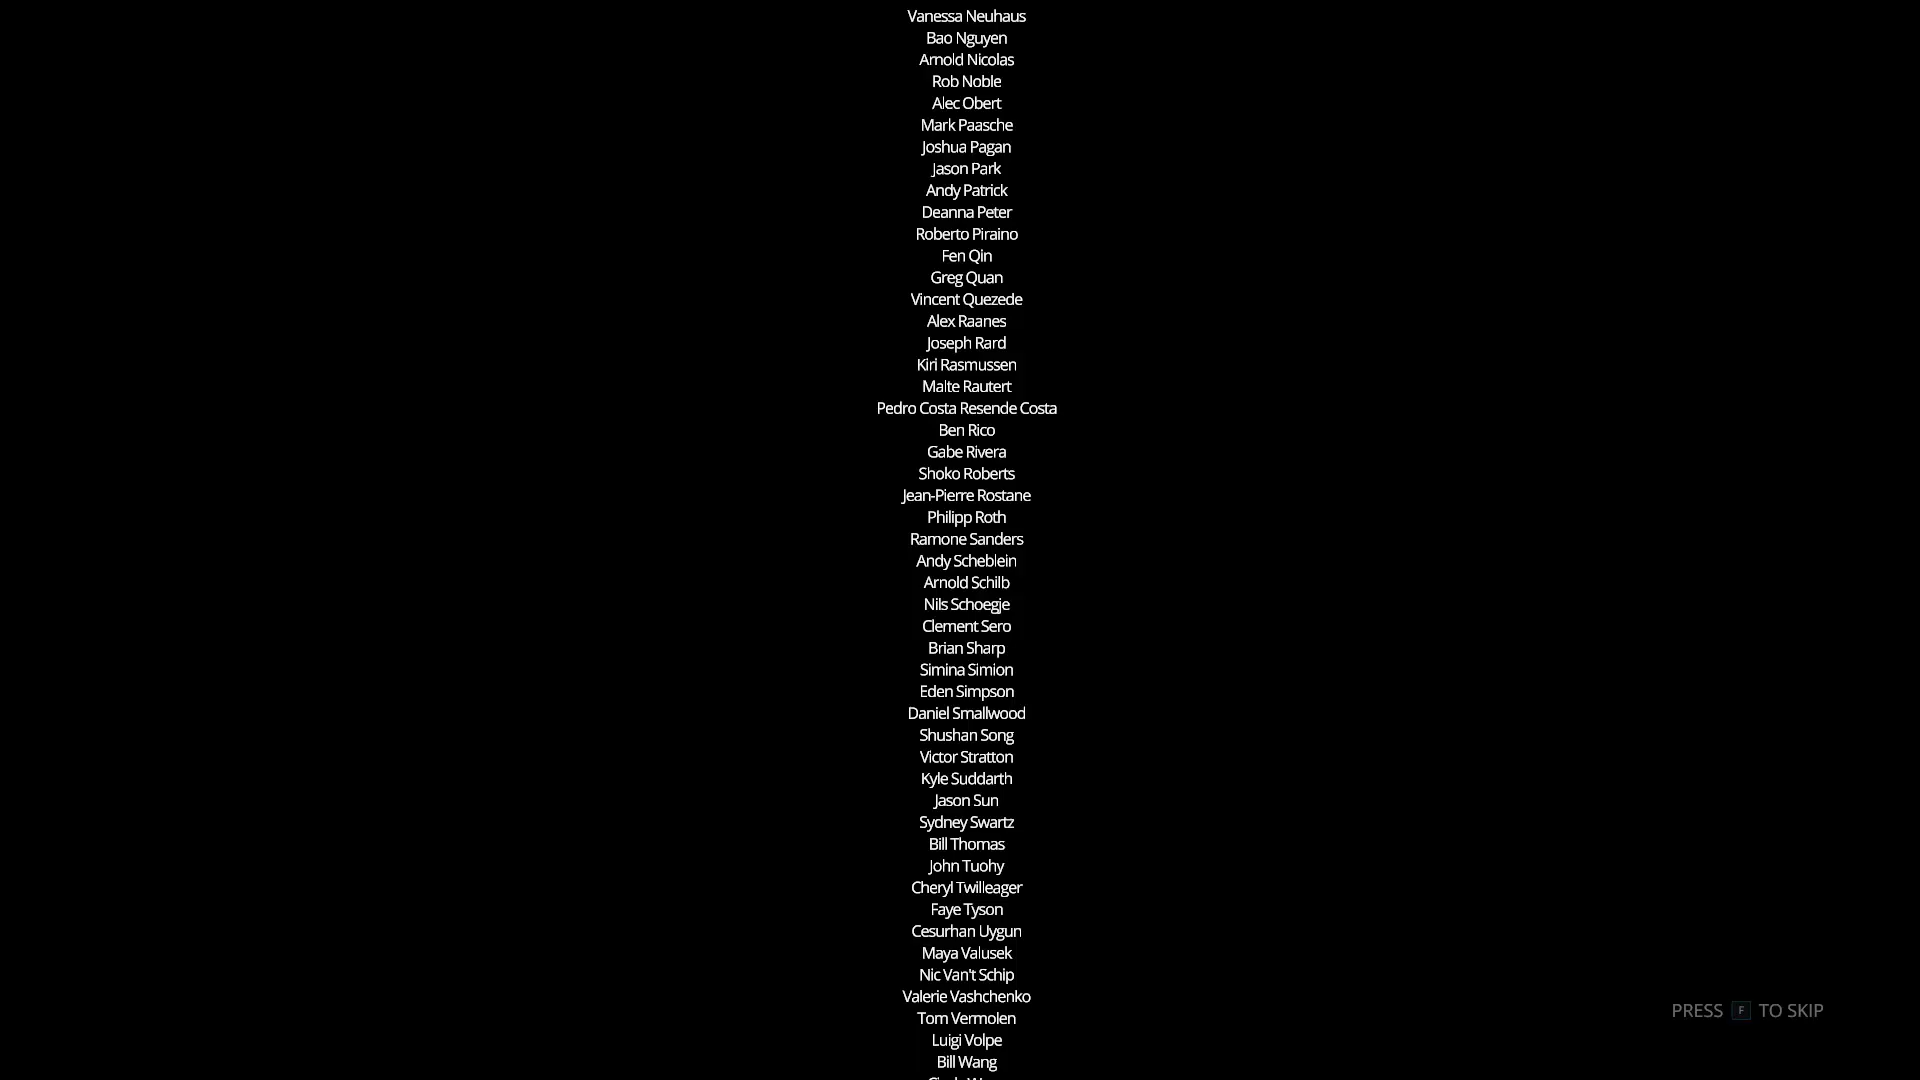 Vanessa Neuhaus
Bao Nguyen
Arnold Nicolas
Rob Noble
Alec Obert
Mark Paasche
Joshua Pagan
Jason Park
Andy Patrick
Deanna Peter
Roberto Piraino
Fen Qin
Greg Quan
Vincent Quezede
Alex Raanes
Joseph Rard
Kiri Rasmussen
Malte Rautert
Pedro Costa Resende Costa
Ben Rico
Gabe Rivera
Shoko Roberts
Jean-Pierre Rostane
Philipp Roth
Ramone Sanders
Andy Scheblein
Arnold Schilb
Nils Schoegje
Clement Sero
Brian Sharp
Simina Simion
Eden Simpson
Daniel Smallwood
Shushan Song
Victor Stratton
Kyle Suddarth
Jason Sun
Sydney Swartz
Bill Thomas
John Tuohy
Cheryl Twilleager
Faye Tyson
Cesurhan Uygun
Maya Valusek
Nic Van't Schip
Valerie Vashchenko
Tom Vermolen
Luigi Volpe
Bill Wang
PRESS F TO SKIP